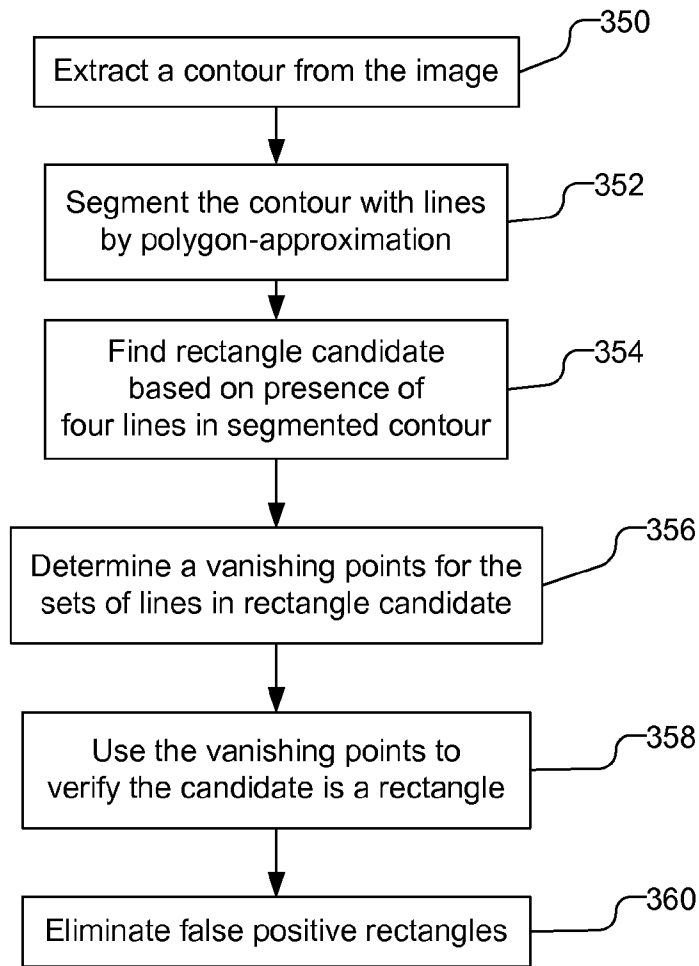 350
Extract a contour from the image
352
Segment the contour with lines
by polygon-approximation
354
Find rectangle candidate
based on presence of
four lines in segmented contour
356
Determine a vanishing points for the
sets of lines in rectangle candidate
358
Use the vanishing points to
verify the candidate is a rectangle
360
Eliminate false positive rectangles